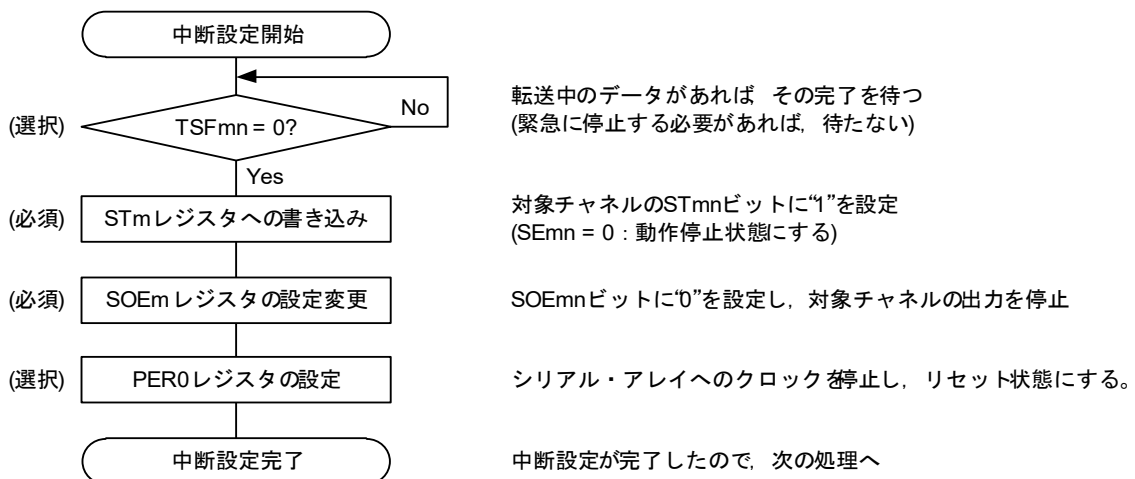 中断設定開始
No
転送中のデータがあれば その完了を待つ
(選択) TSFmn = 0?
(緊急に停止する必要があれば, 待たない)
Yes
(必須) STmレジスタへの書き込み
対象チャネルのSTmnビットに“1”を設定
(SEmn = 0:動作停止状態にする)
(必須) SOEmレジスタの設定変更 SOEmnビットに“0”を設定し, 対象チャネルの出力を停止
(選択) PER0レジスタの設定 シリアル・アレイへのクロックを停止し, リセット状態にする。
中断設定完了 中断設定が完了したので, 次の処理へ